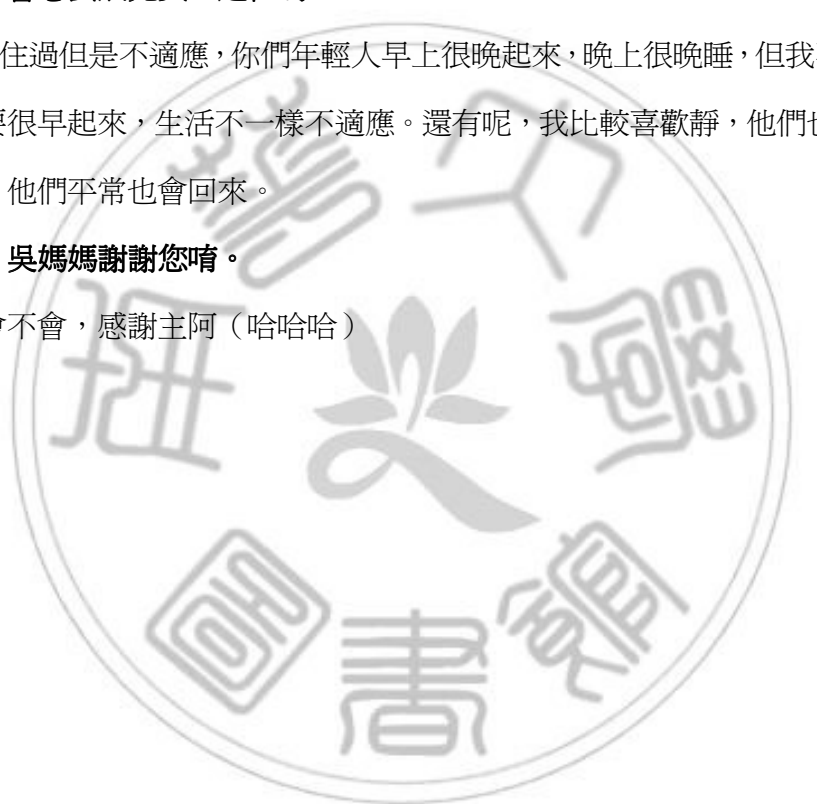 住過但是不適應，你們年輕人早上很晚起來，晚上很晚睡，但我
要很早起來，生活不一樣不適應。還有呢，我比較喜歡靜，他們
他們平常也會回來。
吳媽媽謝謝您唷。
不會，感謝主阿（哈哈哈）
圖書館